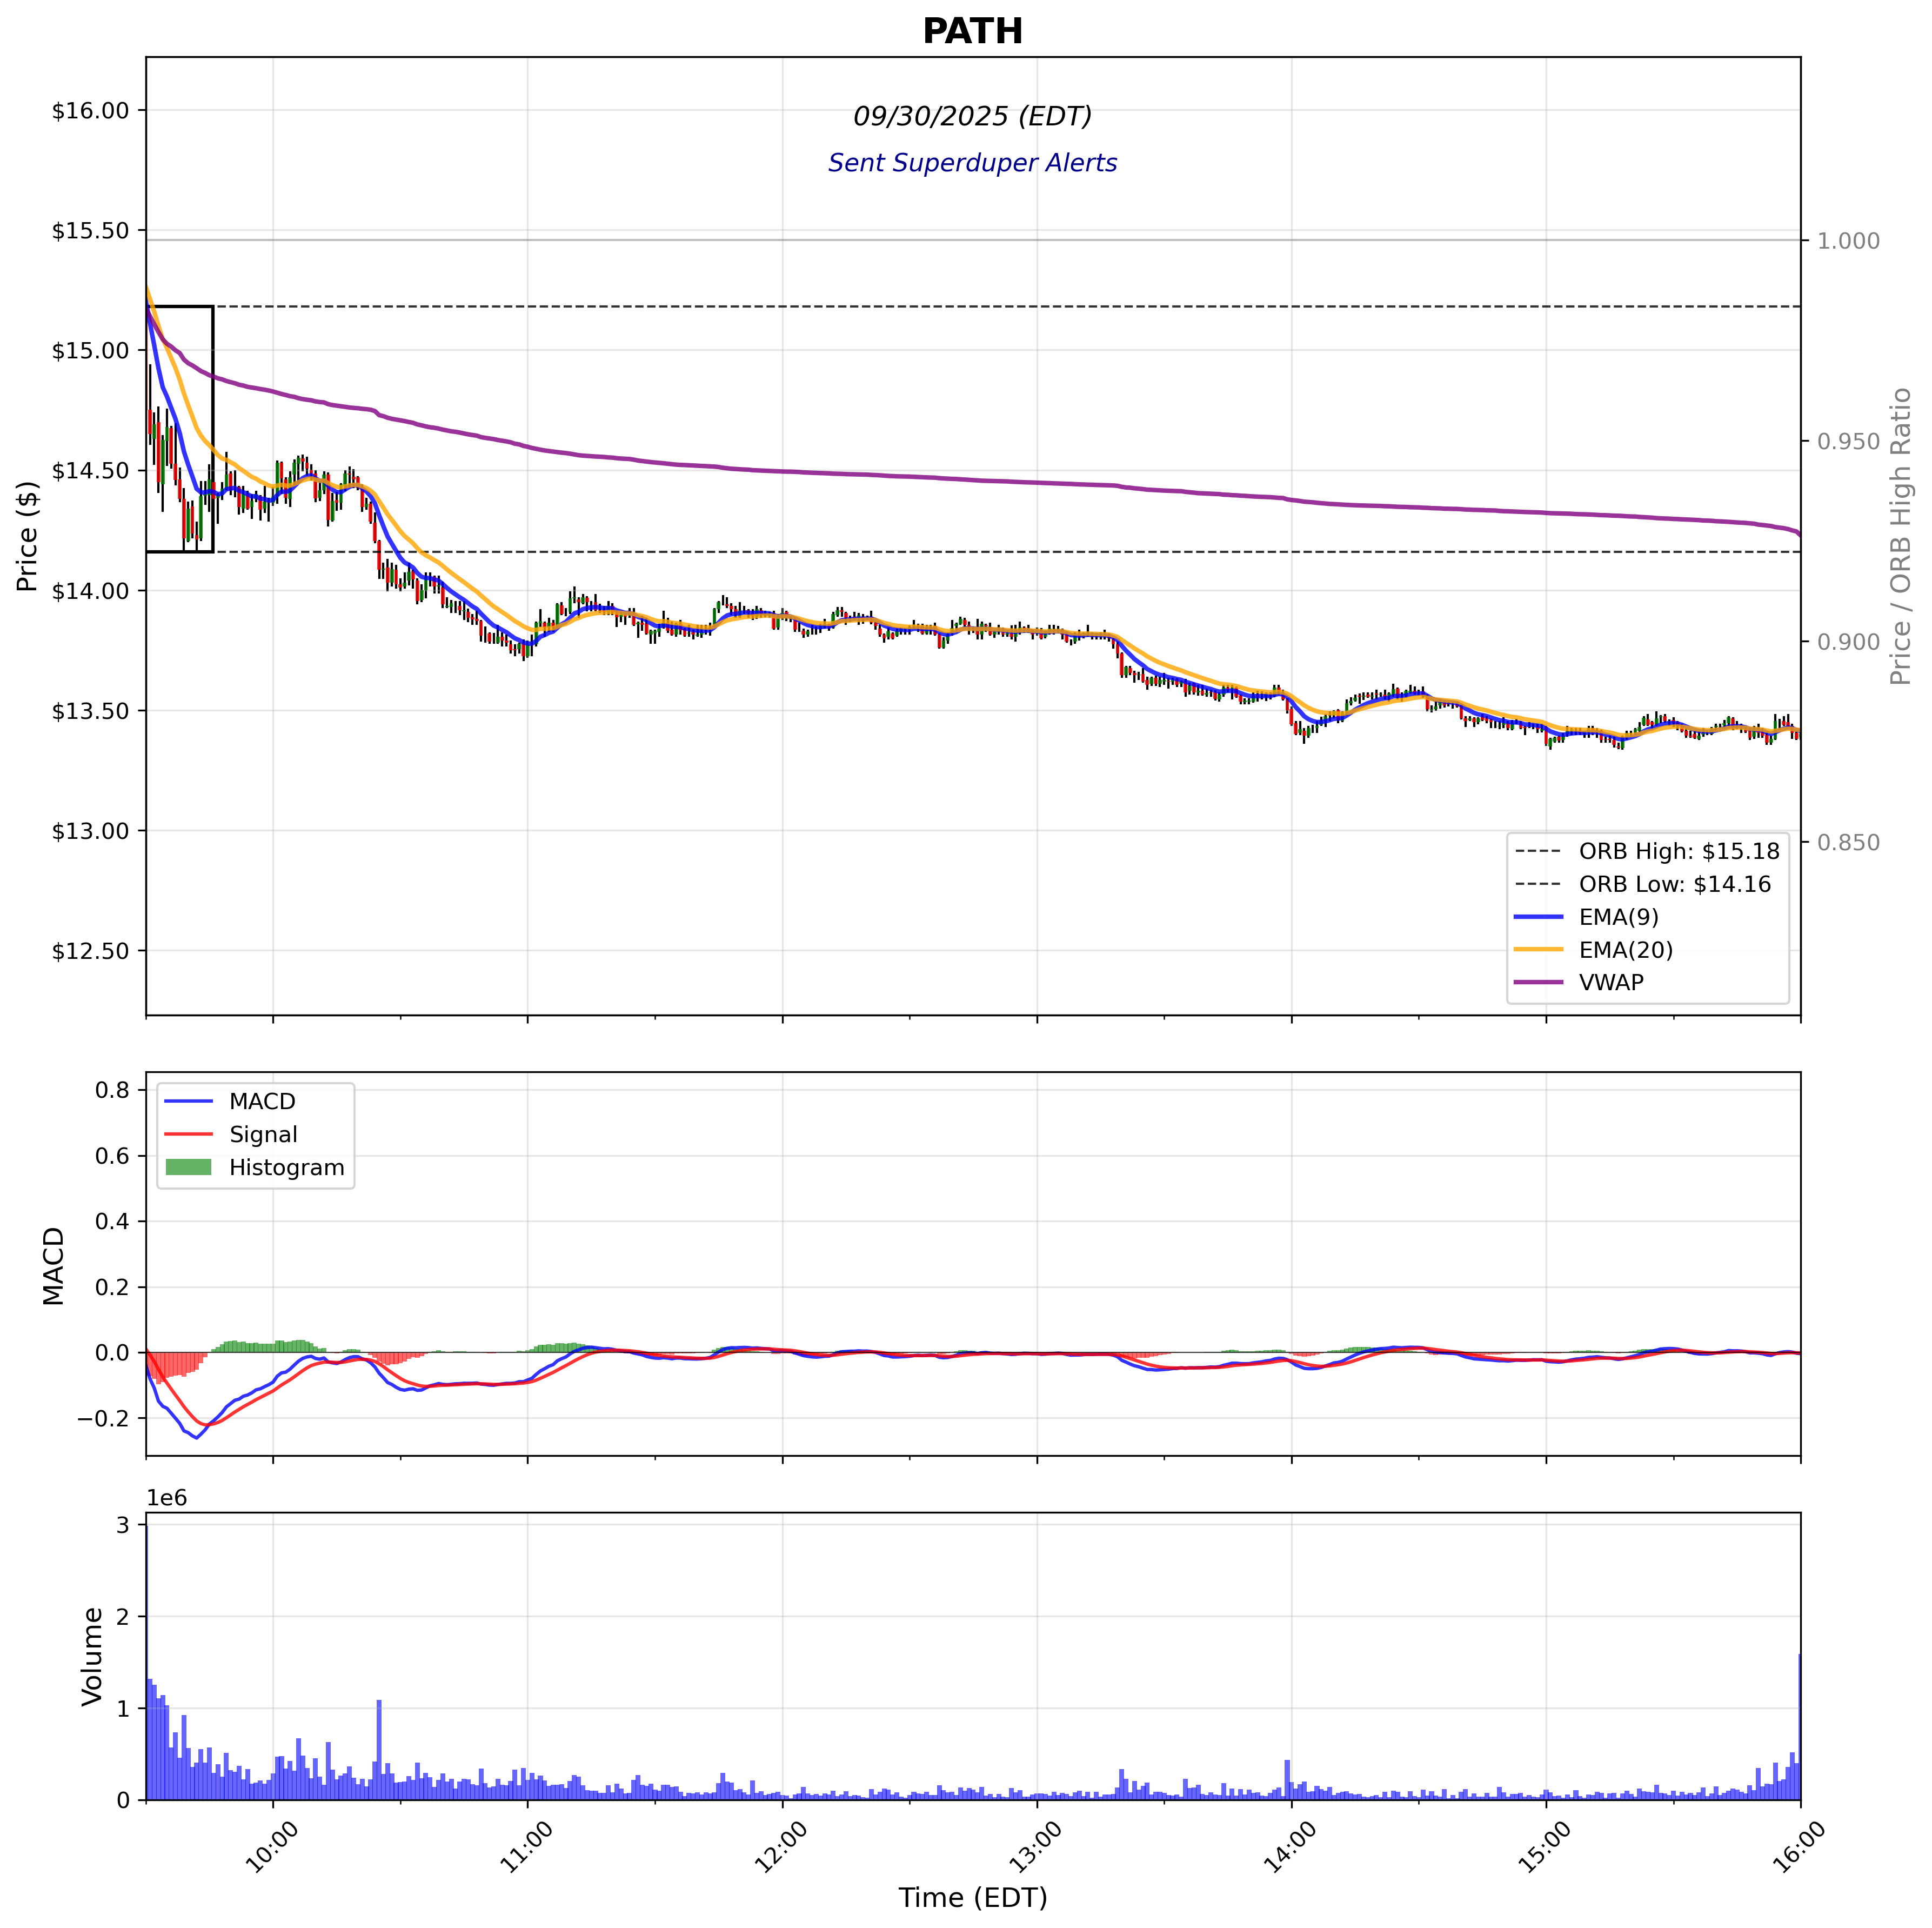 PATH
09/30/2025 (EDT)
Sent Superduper Alerts
Price ($)
$16.00
$15.50
$15.00
$14.50
$14.00
$13.50
$13.00
$12.50
1.000
0.950
0.900
0.850
Price / ORB High Ratio
ORB High: $15.18
ORB Low: $14.16
EMA(9)
EMA(20)
VWAP
MACD
0.8
0.6
0.4
0.2
0.0
−0.2
MACD
Signal
Histogram
1e6
Volume
3
2
1
0
10:00
11:00
12:00
13:00
14:00
15:00
16:00
Time (EDT)